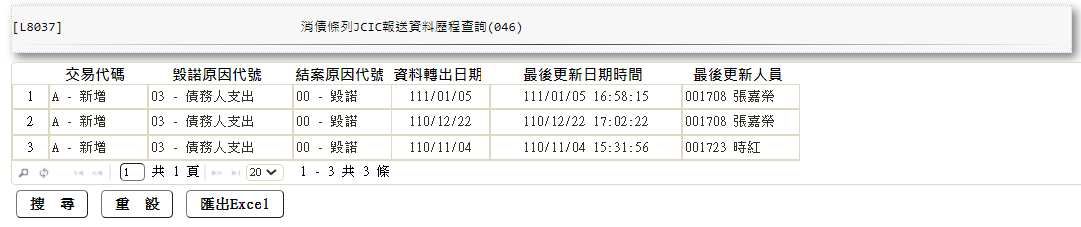 [L8037] 消債條列JCIC報送資料歷程查詢(046)
交易代碼 毀諾原因代號 結案原因代號 資料轉出日期 最後更新日期時間 最後更新人員
1 A - 新增 03 - 債務人支出 00 - 毀諾 111/01/05 111/01/05 16:58:15 001708 張嘉榮
2 A - 新增 03 - 債務人支出 00 - 毀諾 110/12/22 110/12/22 17:02:22 001708 張嘉榮
3 A - 新增 03 - 債務人支出 00 - 毀諾 110/11/04 110/11/04 15:31:56 001723 時紅
1 共 1 頁 20 1 - 3 共 3 條
搜 尋 重 設 匯出Excel